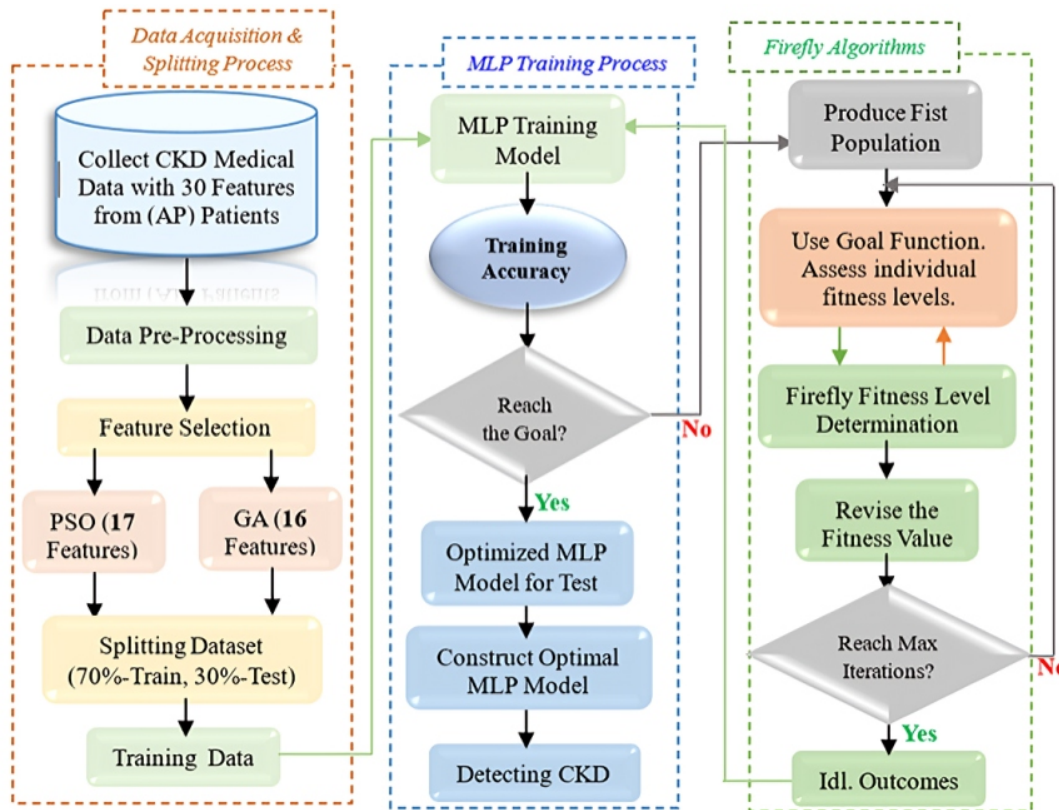 Data Acquisition &
Splitting Process
Collect CKD Medical
Data with 30 Features
from (AP) Patients
from (AP) Patients
Data Pre-Processing
Feature Selection
PSO (17
Features)
GA (16
Features)
Splitting Dataset
(70%-Train, 30%-Test)
Training Data
MLP Training Process
MLP Training
Model
Training
Accuracy
Reach
the Goal?
No
Yes
Optimized MLP
Model for Test
Construct Optimal
MLP Model
Detecting CKD
Firefly Algorithms
Produce Fist
Population
Use Goal Function.
Assess individual
fitness levels.
Firefly Fitness Level
Determination
Revise the
Fitness Value
Reach Max
Iterations?
No
Yes
Idl. Outcomes